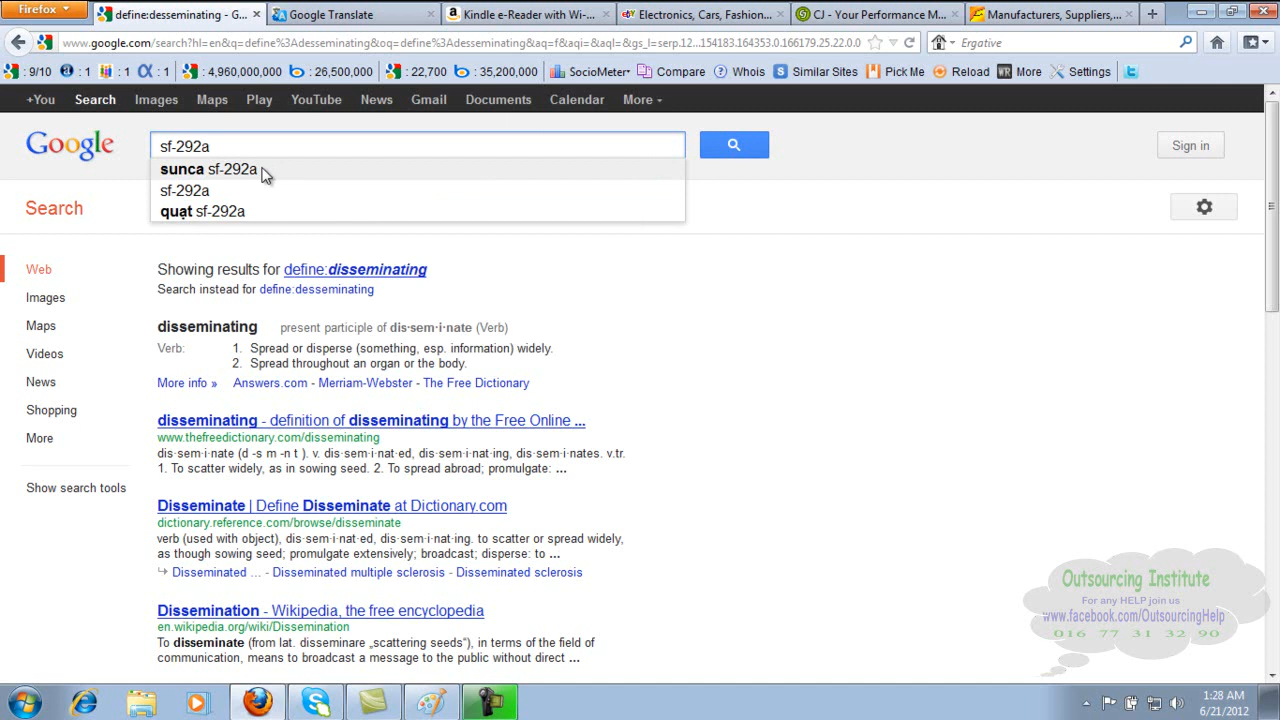 Firefox
define:desseminating - G...
Google Translate
Kindle e-Reader with Wi-...
Electronics, Cars, Fashion...
CJ - Your Performance M...
Manufacturers, Suppliers,...
www.google.com/search?hl=en&q=define%3Adesseminating&oq=define%3Adesseminating&aq=f&aqi=&aql=&gs_l=serp.12...154183.164353.0.166179.25.22.0.0
Ergative
: 9/10
: 1
: 1
: 1
: 4,960,000,000
: 26,500,000
: 22,700
: 35,200,000
SocioMeter
Compare
Whois
Similar Sites
Pick Me
Reload
More
Settings
+You Search Images Maps Play YouTube News Gmail Documents Calendar More
Google
sf-292a
Sign in
sunca sf-292a
sf-292a
quạt sf-292a
Search
Web
Images
Maps
Videos
News
Shopping
More
Show search tools
Showing results for define:disseminating
Search instead for define:desseminating
disseminating present participle of dis·sem·i·nate (Verb)
Verb: 1. Spread or disperse (something, esp. information) widely.
2. Spread throughout an organ or the body.
More info » Answers.com - Merriam-Webster - The Free Dictionary
disseminating - definition of disseminating by the Free Online ...
www.thefreedictionary.com/disseminating
dis·sem·i·nate (d -s m -n t ). v. dis·sem·i·nat·ed, dis·sem·i·nat·ing, dis·sem·i·nates. v.tr.
1. To scatter widely, as in sowing seed. 2. To spread abroad; promulgate: ...
Disseminate | Define Disseminate at Dictionary.com
dictionary.reference.com/browse/disseminate
verb (used with object), dis·sem·i·nat·ed, dis·sem·i·nat·ing. to scatter or spread widely,
as though sowing seed; promulgate extensively; broadcast; disperse: to ...
Disseminated ... - Disseminated multiple sclerosis - Disseminated sclerosis
Dissemination - Wikipedia, the free encyclopedia
en.wikipedia.org/wiki/Dissemination
To disseminate (from lat. disseminare „scattering seeds“), in terms of the field of
communication, means to broadcast a message to the public without direct ...
Outsourcing Institute
For any HELP join us
www.facebook.com/OutsourcingHelp
016 77 31 32 90
1:28 AM
6/21/2012